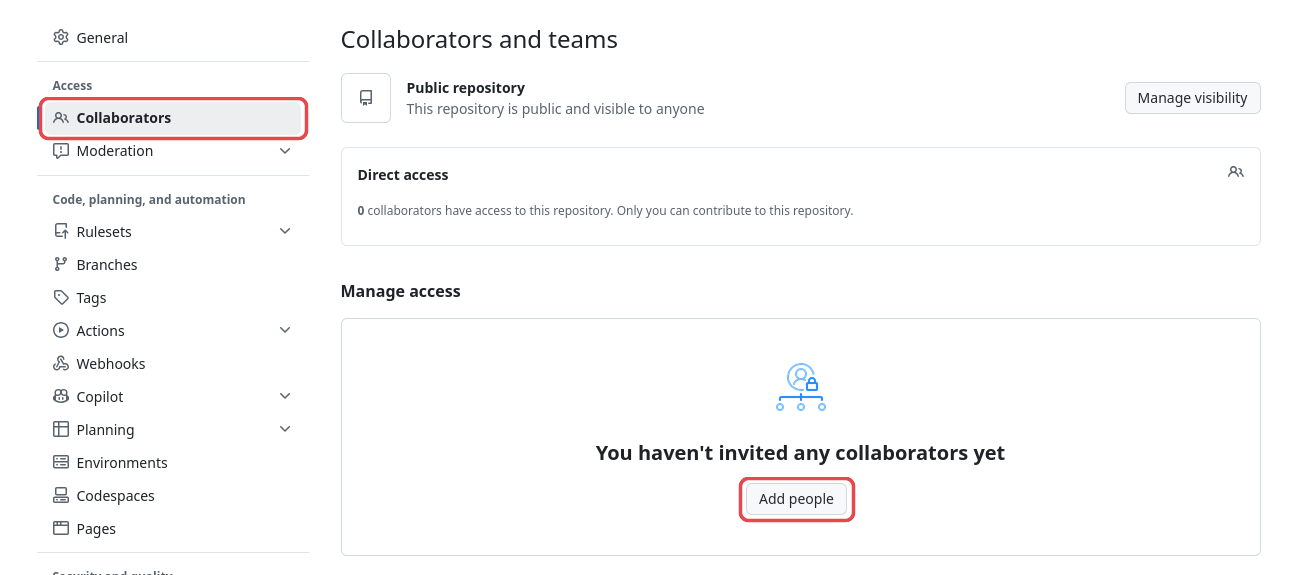 General
Access
Collaborators
Moderation
Code, planning, and automation
Rulesets
Branches
Tags
Actions
Webhooks
Copilot
Planning
Environments
Codespaces
Pages
Security and quality
Collaborators and teams
Public repository
This repository is public and visible to anyone
Manage visibility
Direct access
0 collaborators have access to this repository. Only you can contribute to this repository.
Manage access
You haven't invited any collaborators yet
Add people